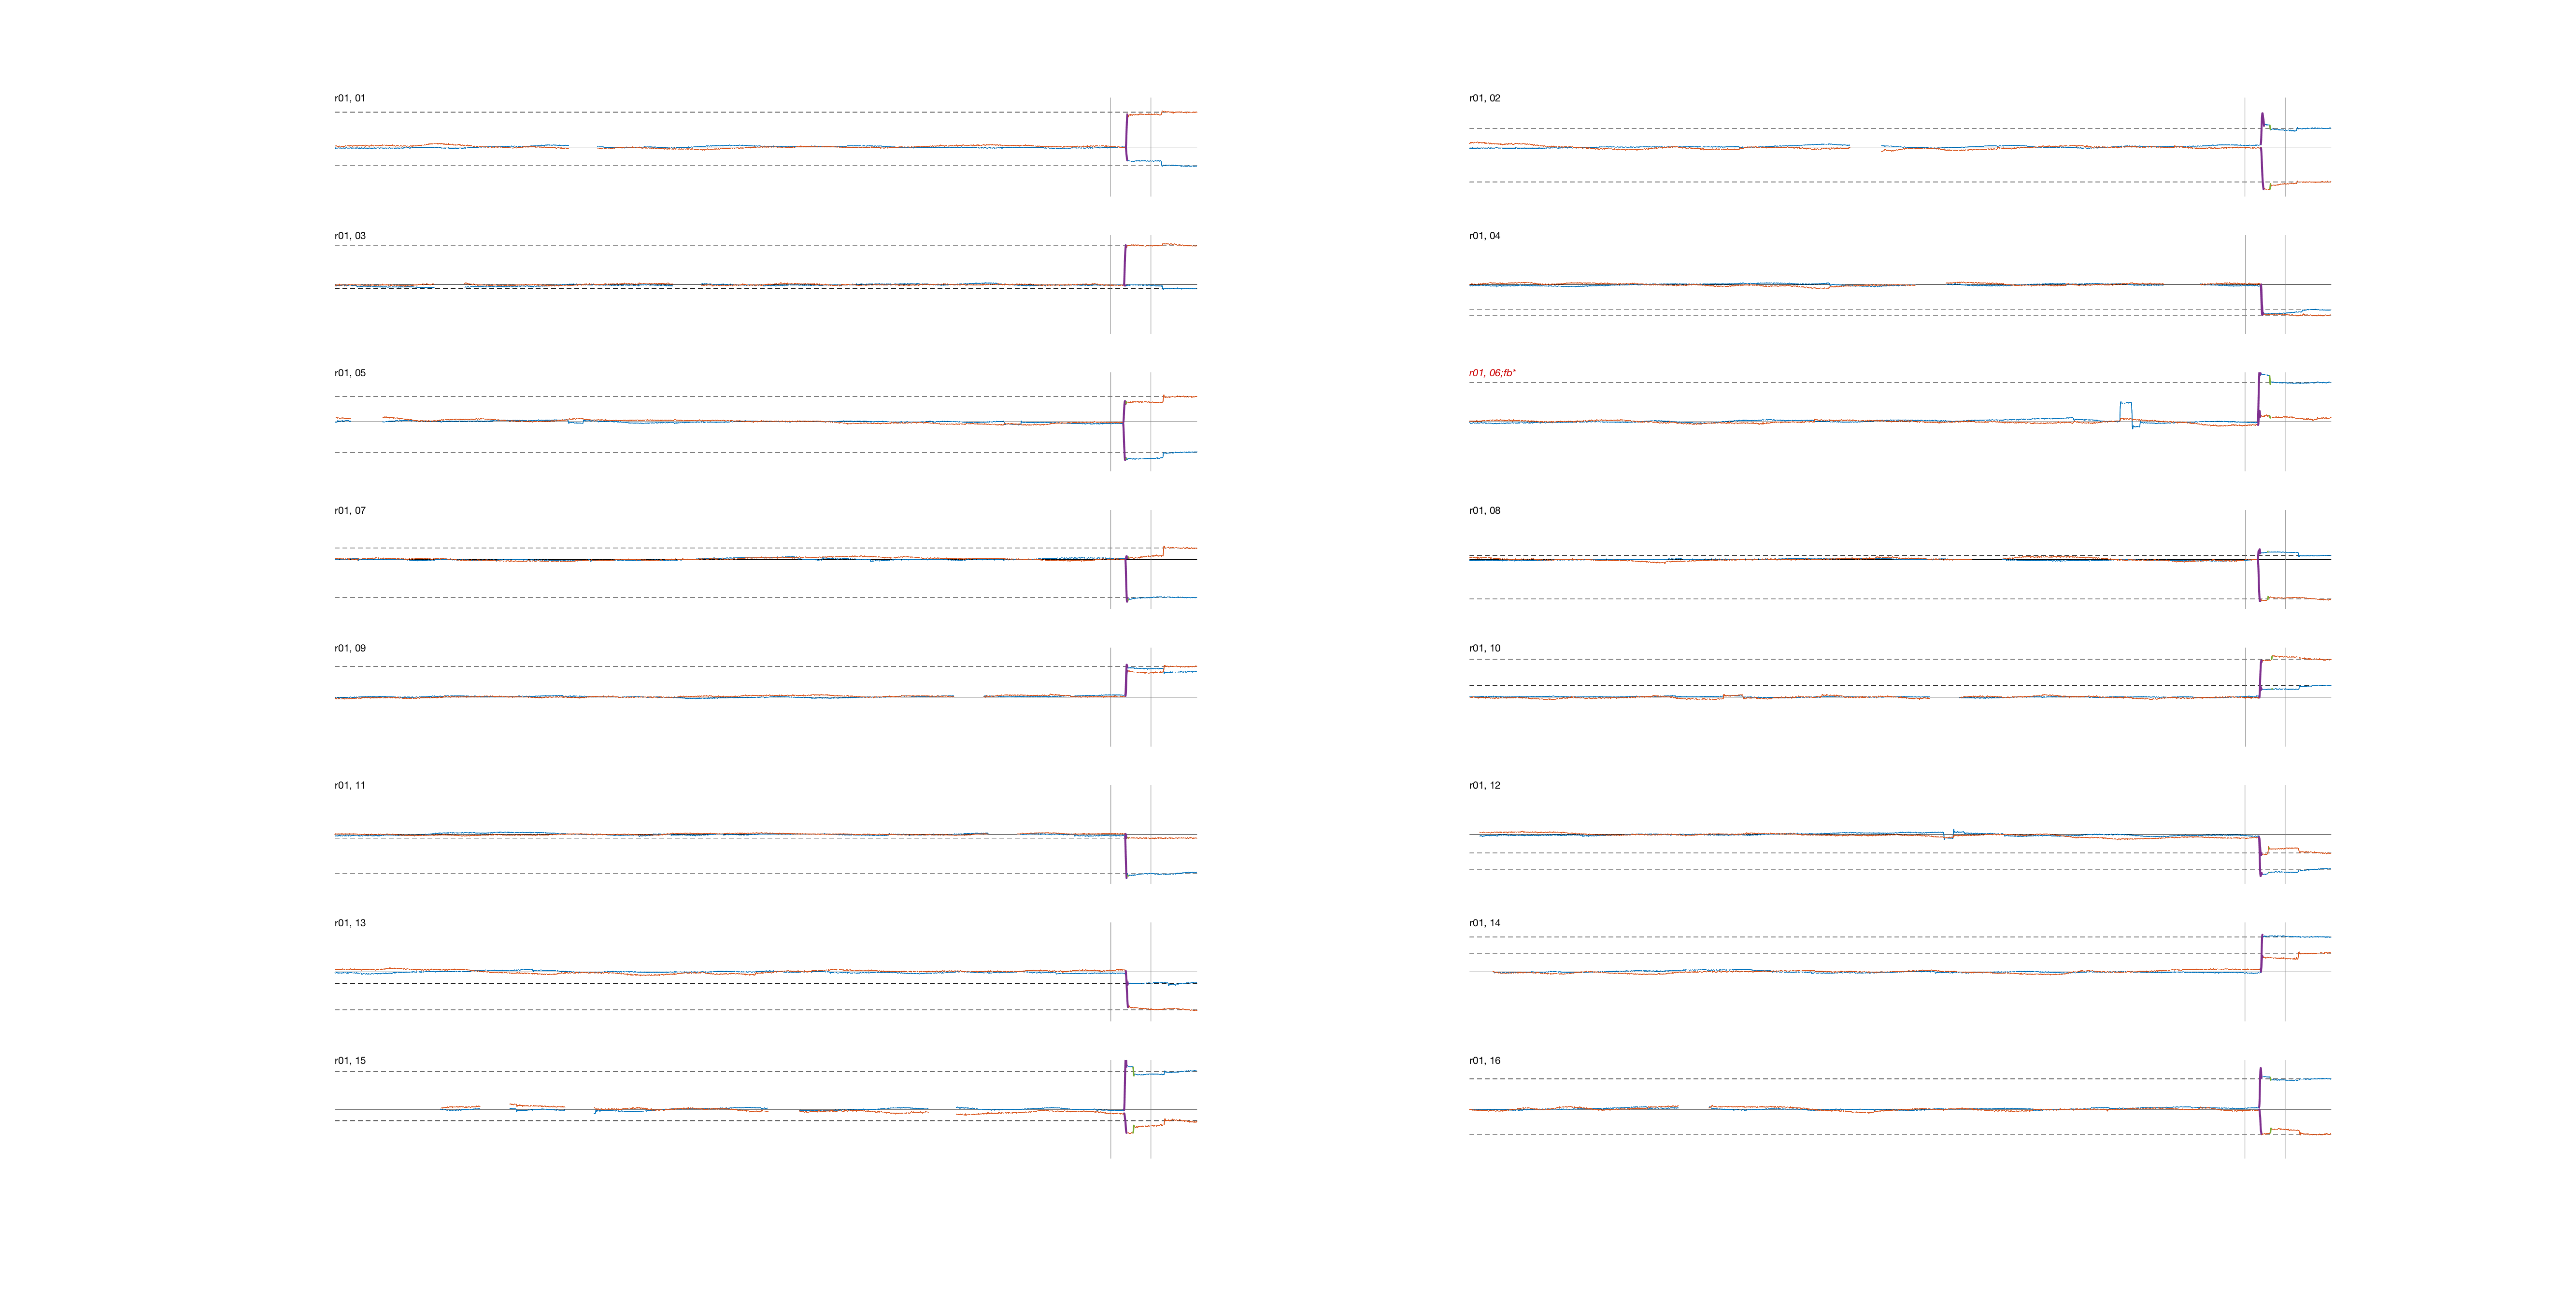 r01, 01
r01, 02
r01, 03
r01, 04
r01, 05
r01, 06;fb*
r01, 07
r01, 08
r01, 09
r01, 10
r01, 11
r01, 12
r01, 13
r01, 14
r01, 15
r01, 16